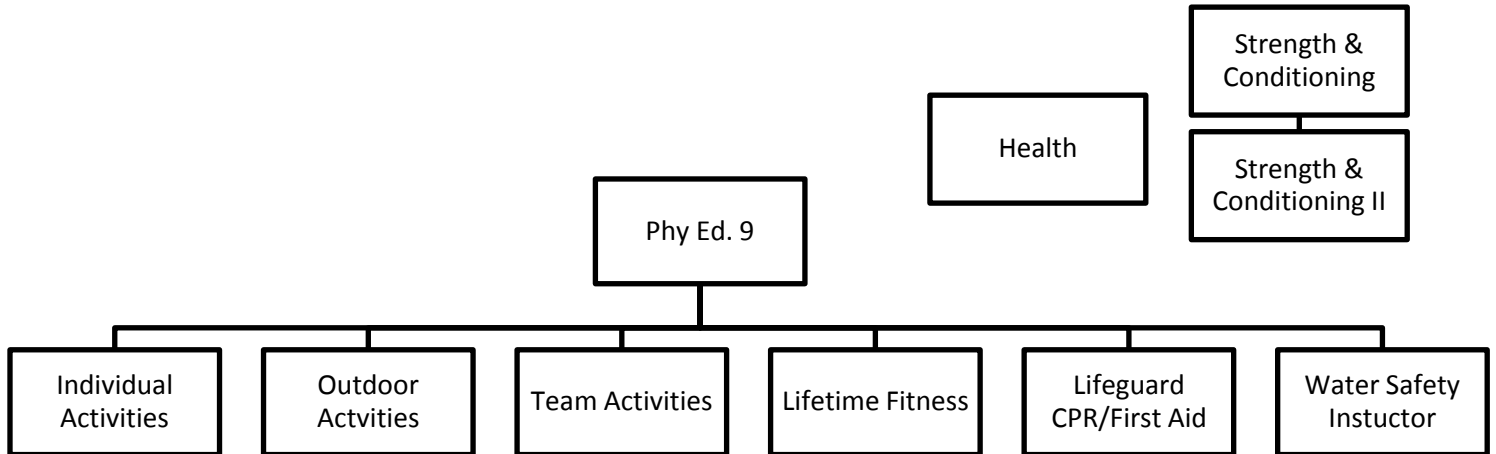 Strength &
Conditioning
Health
Strength &
Conditioning II
Phy Ed. 9
Individual
Activities
Outdoor
Actvities
Team Activities
Lifetime Fitness
Lifeguard
CPR/First Aid
Water Safety
Instuctor